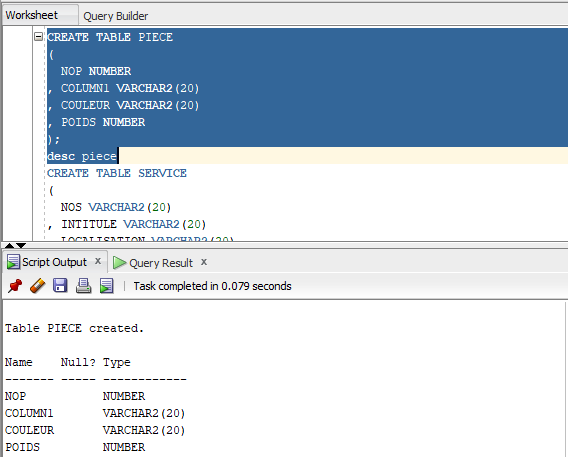 Worksheet Query Builder
CREATE TABLE PIECE
(
NOP NUMBER
, COLUMN1 VARCHAR2(20)
, COULEUR VARCHAR2(20)
, POIDS NUMBER
);
desc piece
CREATE TABLE SERVICE
(
NOS VARCHAR2(20)
, INTITULE VARCHAR2(20)
, LOCALISATION VARCHAR2(20)
Script Output x Query Result x
Task completed in 0.079 seconds
Table PIECE created.
Name Null? Type
------- ----- ------------
NOP NUMBER
COLUMN1 VARCHAR2(20)
COULEUR VARCHAR2(20)
POIDS NUMBER